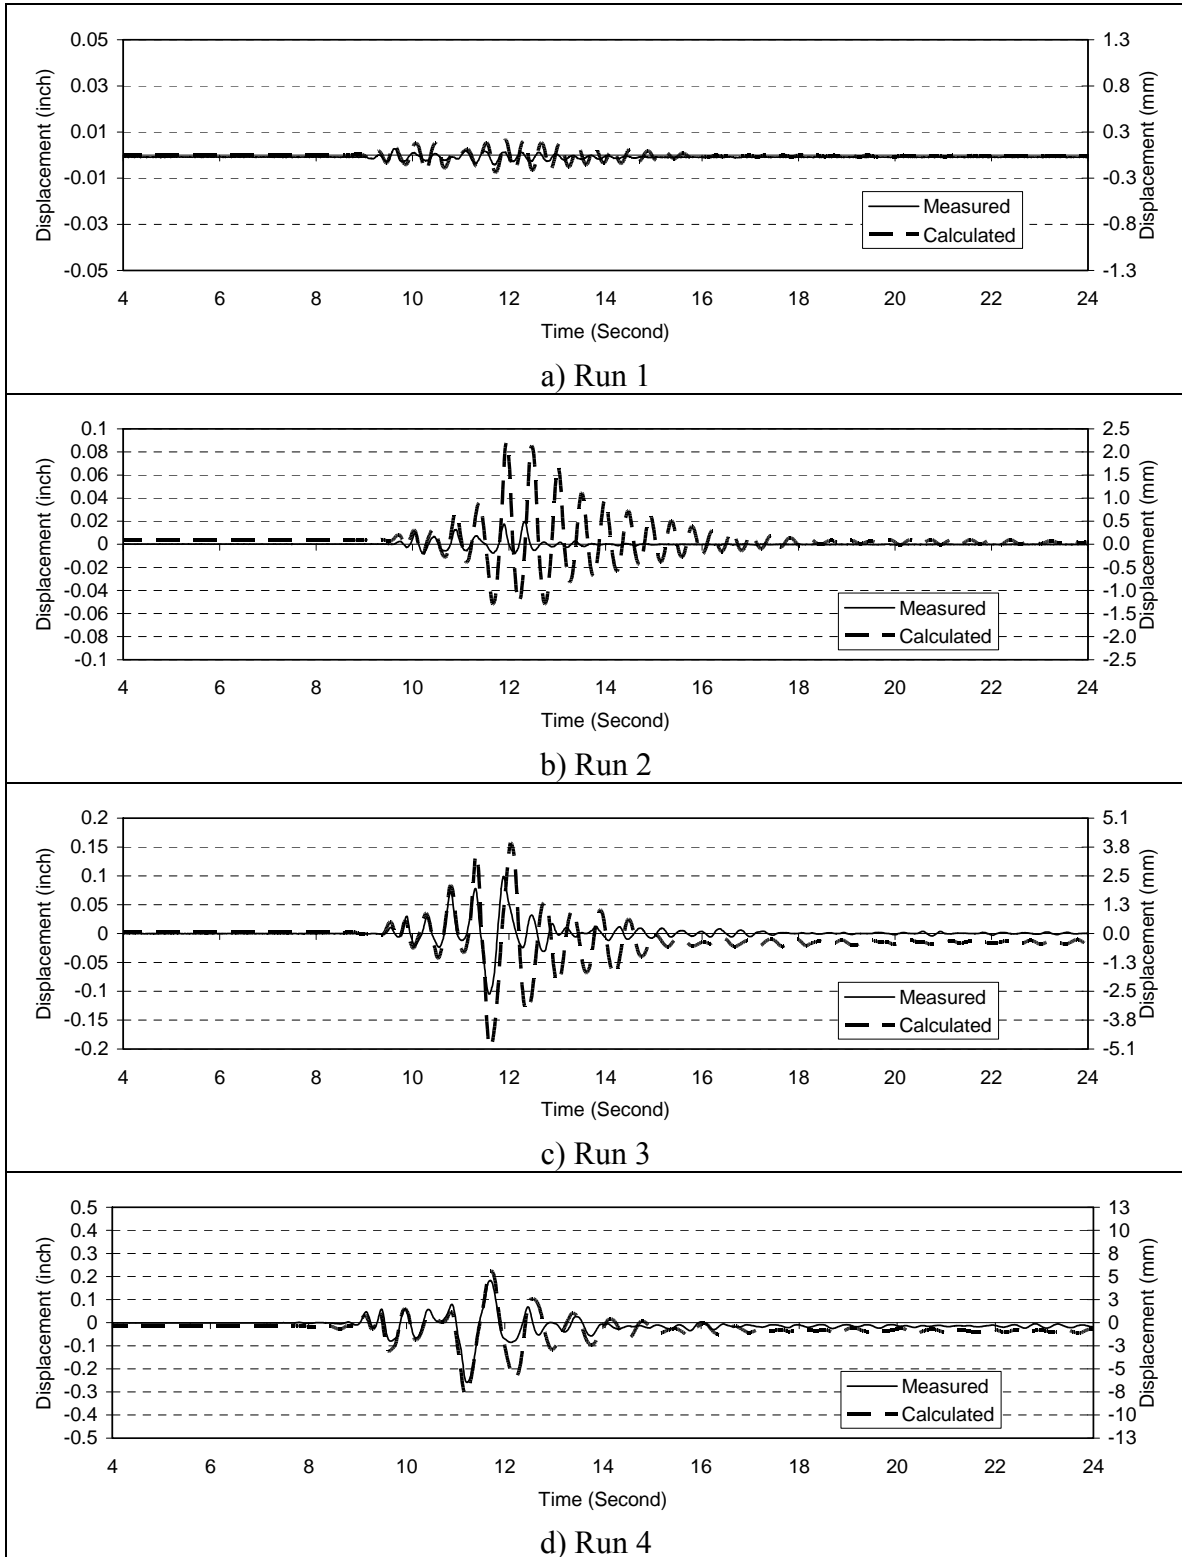 Displacement (inch)
0.05
0.03
0.01
-0.01
-0.03
-0.05
1.3
0.8
0.3
-0.3
-0.8
-1.3
Displacement (mm)
Measured
Calculated
4 6 8 10 12 14 16 18 20 22 24
Time (Second)
a) Run 1
Displacement (inch)
0.1
0.08
0.06
0.04
0.02
0
-0.02
-0.04
-0.06
-0.08
-0.1
2.5
2.0
1.5
1.0
0.5
0.0
-0.5
-1.0
-1.5
-2.0
-2.5
Displacement (mm)
Measured
Calculated
4 6 8 10 12 14 16 18 20 22 24
Time (Second)
b) Run 2
Displacement (inch)
0.2
0.15
0.1
0.05
0
-0.05
-0.1
-0.15
-0.2
5.1
3.8
2.5
1.3
0.0
-1.3
-2.5
-3.8
-5.1
Displacement (mm)
Measured
Calculated
4 6 8 10 12 14 16 18 20 22 24
Time (Second)
c) Run 3
Displacement (inch)
0.5
0.4
0.3
0.2
0.1
0
-0.1
-0.2
-0.3
-0.4
-0.5
13
10
8
5
3
0
-3
-5
-8
-10
-13
Displacement (mm)
Measured
Calculated
4 6 8 10 12 14 16 18 20 22 24
Time (Second)
d) Run 4